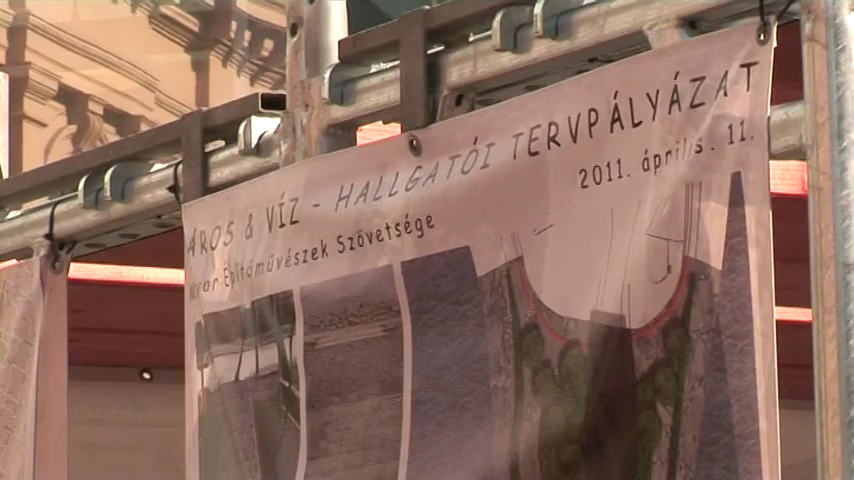 ÁROS & VÍZ - HALLGATÓI TERVPÁLYÁZAT
Építőművészek Szövetsége
2011. április. 11.